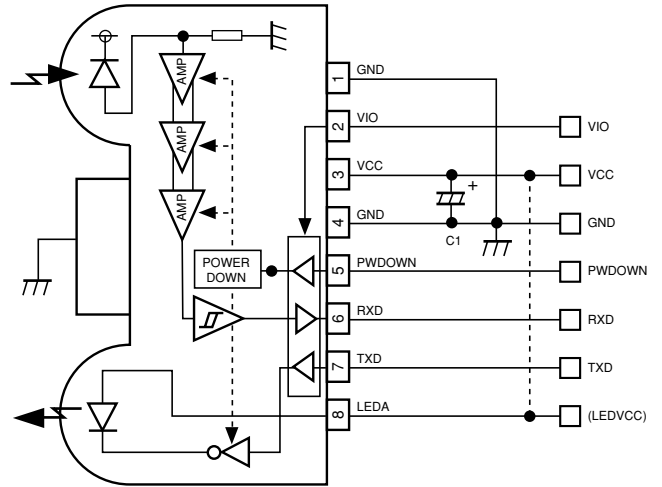 AMP
AMP
AMP
POWER
DOWN
1 GND
2 VIO VIO
3 VCC VCC
+
C1
4 GND GND
5 PWDOWN PWDOWN
6 RXD RXD
7 TXD TXD
8 LEDA (LEDVCC)